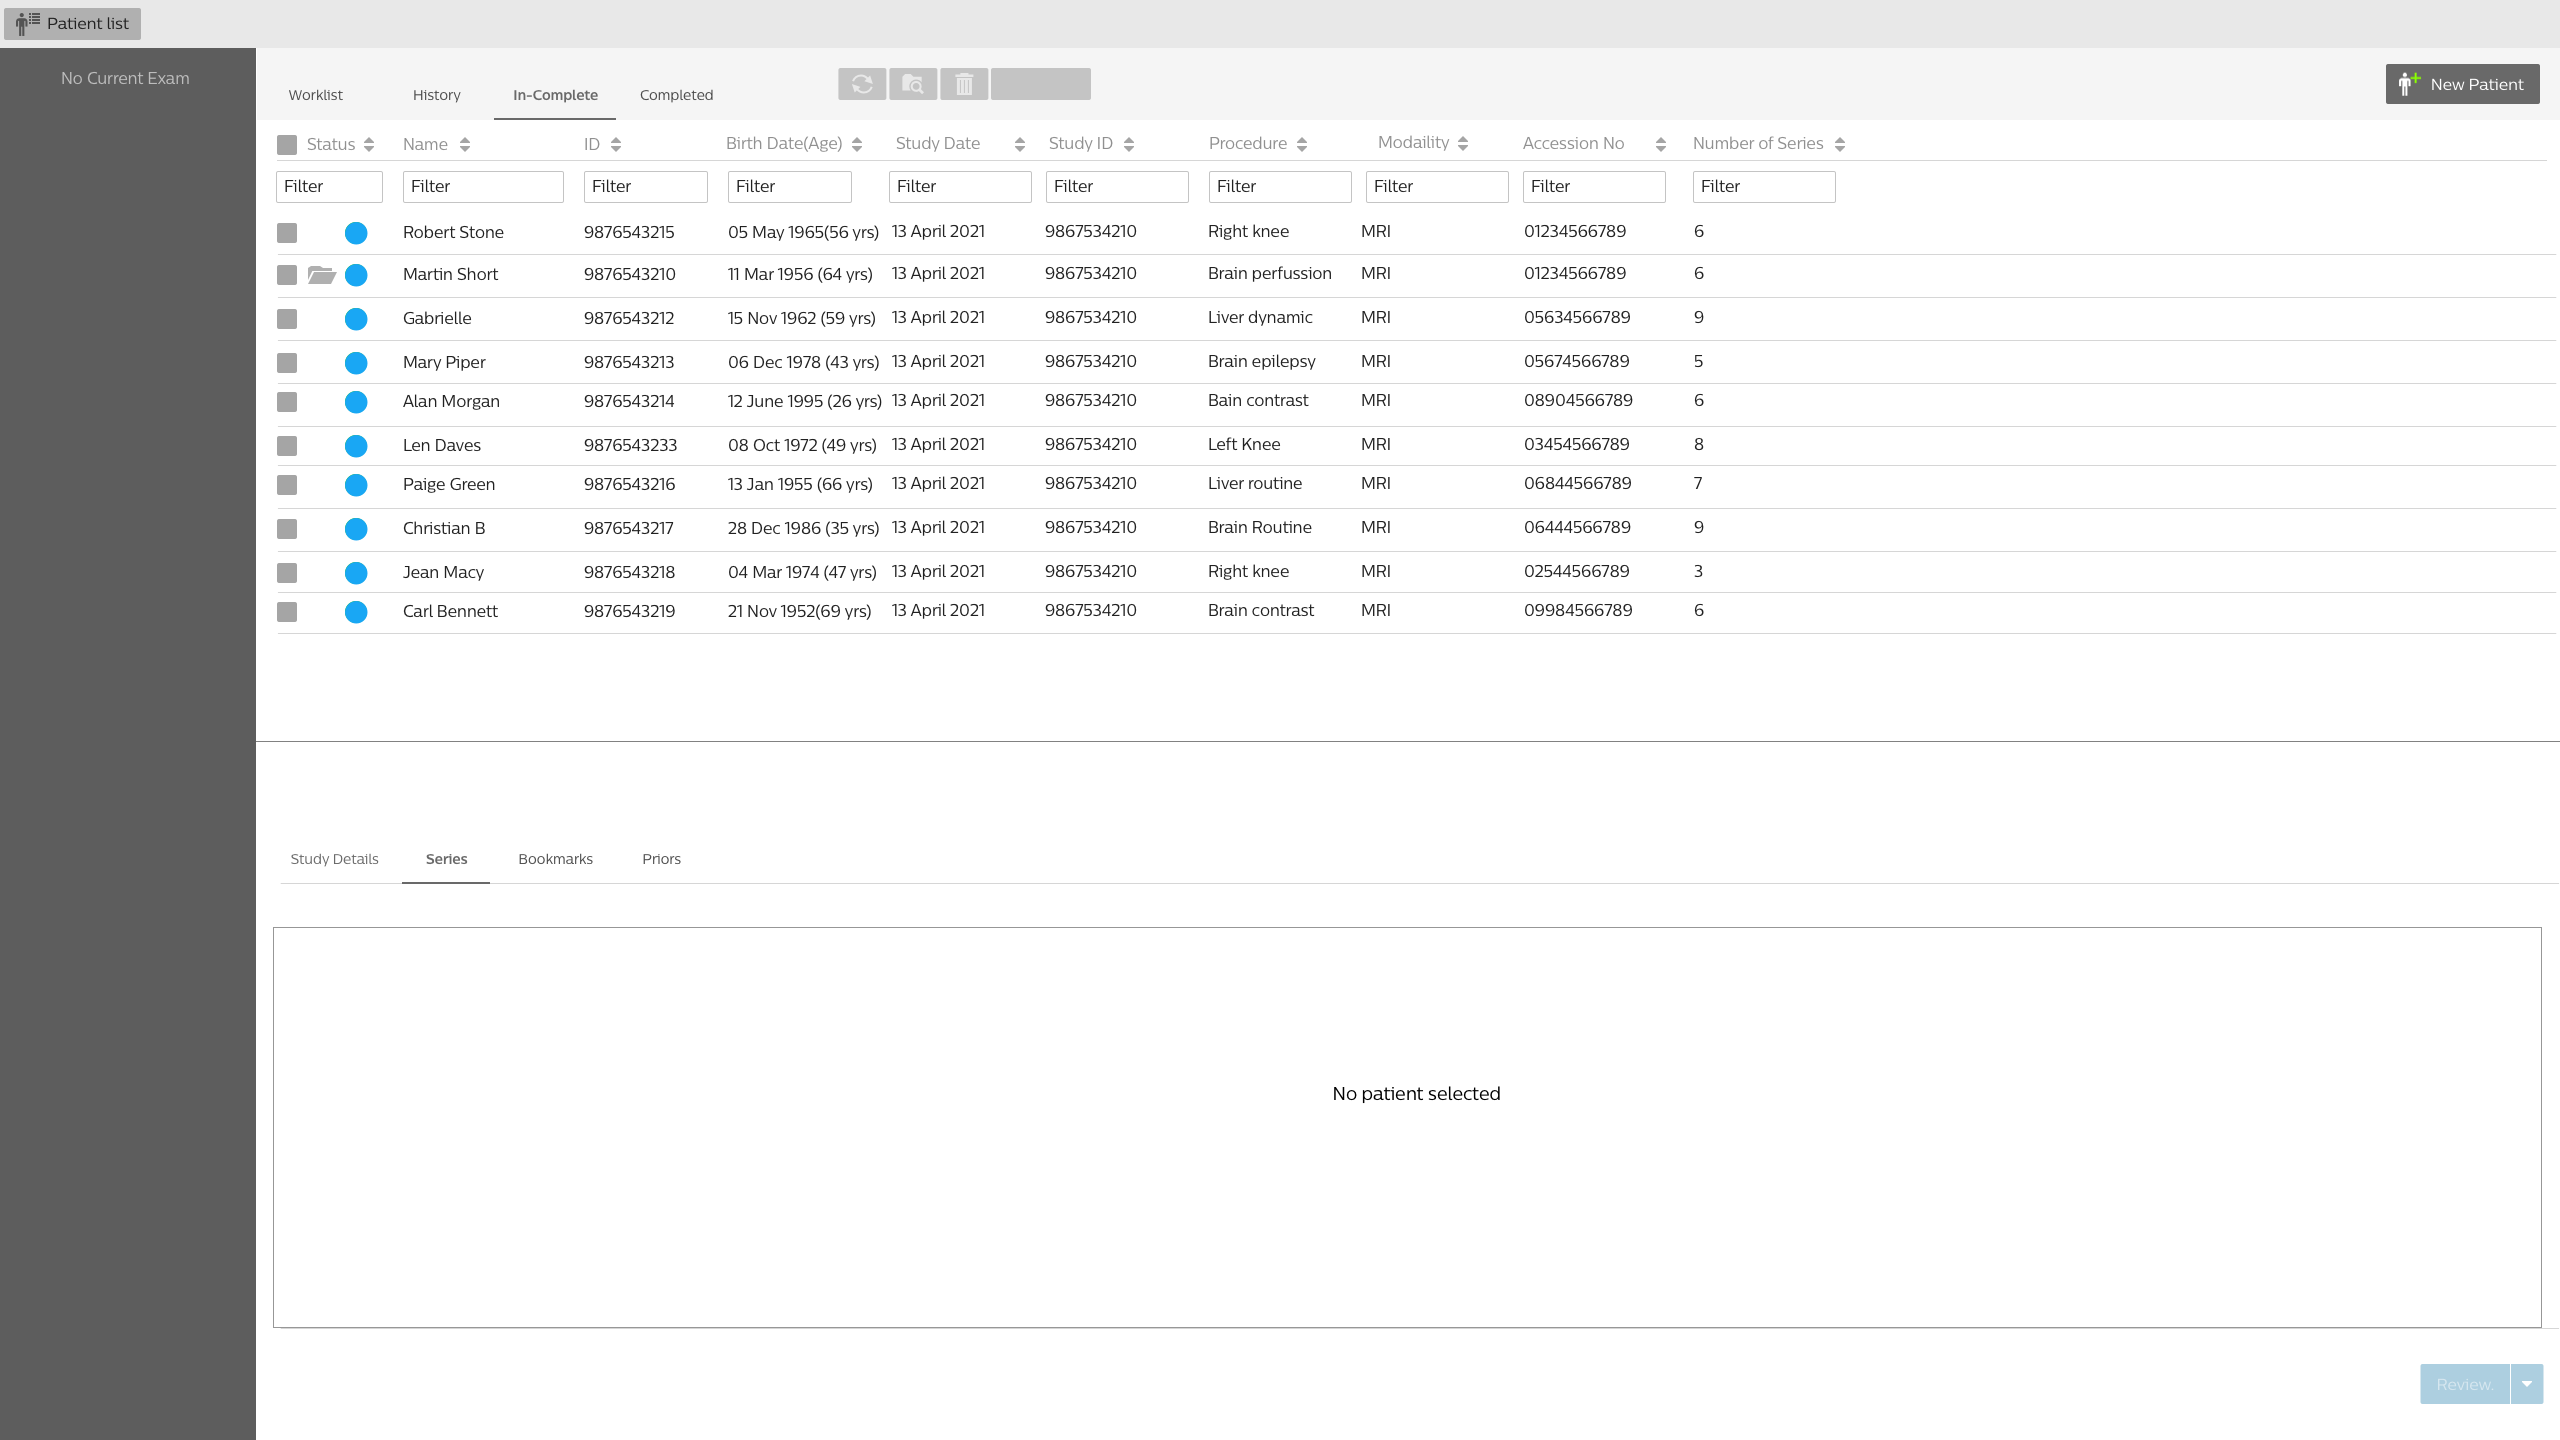 Patient list
No Current Exam
Worklist History In-Complete Completed
New Patient
Status Name ID Birth Date(Age) Study Date Study ID Procedure Modaility Accession No Number of Series
Filter Filter Filter Filter Filter Filter Filter Filter Filter Filter
Robert Stone 9876543215 05 May 1965(56 yrs) 13 April 2021 9867534210 Right knee MRI 01234566789 6
Martin Short 9876543210 11 Mar 1956 (64 yrs) 13 April 2021 9867534210 Brain perfussion MRI 01234566789 6
Gabrielle 9876543212 15 Nov 1962 (59 yrs) 13 April 2021 9867534210 Liver dynamic MRI 05634566789 9
Mary Piper 9876543213 06 Dec 1978 (43 yrs) 13 April 2021 9867534210 Brain epilepsy MRI 05674566789 5
Alan Morgan 9876543214 12 June 1995 (26 yrs) 13 April 2021 9867534210 Bain contrast MRI 08904566789 6
Len Daves 9876543233 08 Oct 1972 (49 yrs) 13 April 2021 9867534210 Left Knee MRI 03454566789 8
Paige Green 9876543216 13 Jan 1955 (66 yrs) 13 April 2021 9867534210 Liver routine MRI 06844566789 7
Christian B 9876543217 28 Dec 1986 (35 yrs) 13 April 2021 9867534210 Brain Routine MRI 06444566789 9
Jean Macy 9876543218 04 Mar 1974 (47 yrs) 13 April 2021 9867534210 Right knee MRI 02544566789 3
Carl Bennett 9876543219 21 Nov 1952(69 yrs) 13 April 2021 9867534210 Brain contrast MRI 09984566789 6
Study Details Series Bookmarks Priors
No patient selected
Review.